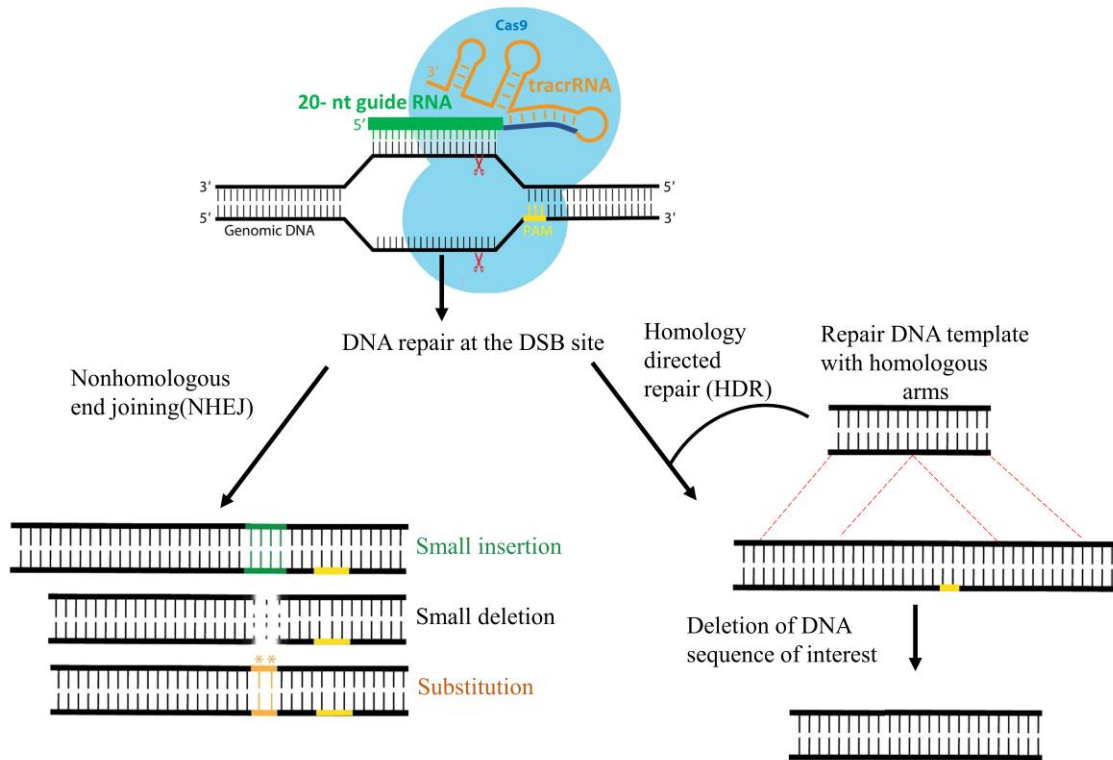 Cas9
3'
tracrRNA
20- nt guide RNA
5'
3'
5'
5'
3'
Genomic DNA
PAM
DNA repair at the DSB site
Homology
directed
repair (HDR)
Repair DNA template
with homologous
arms
Nonhomologous
end joining(NHEJ)
Small insertion
Small deletion
* *
Substitution
Deletion of DNA
sequence of interest